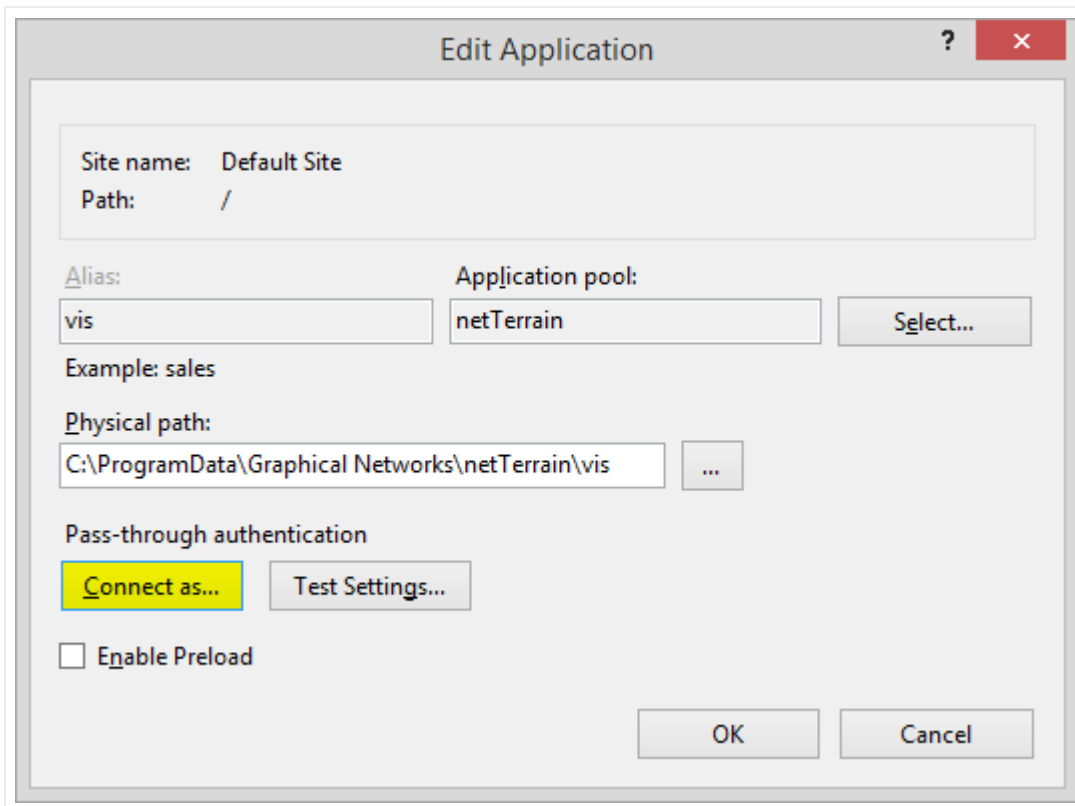 Edit Application
?
Site name: Default Site
Path: /
Alias: Application pool:
vis netTerrain Select...
Example: sales
Physical path:
C:\ProgramData\Graphical Networks\netTerrain\vis ...
Pass-through authentication
Connect as... Test Settings...
Enable Preload
OK Cancel